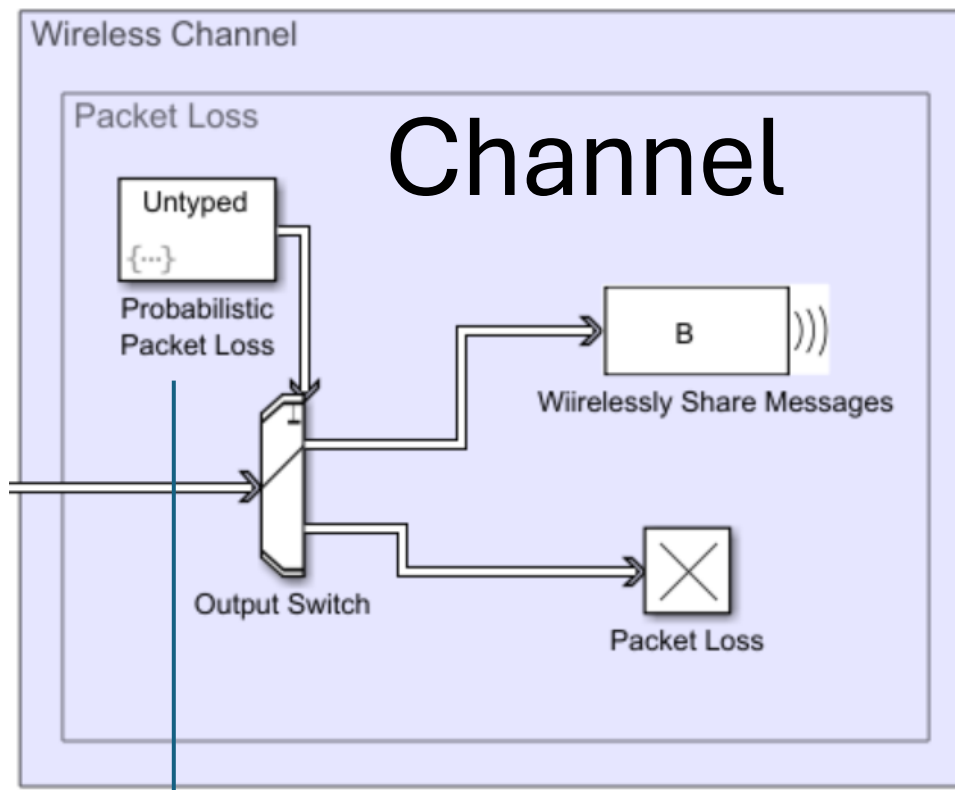 Wireless Channel
Packet Loss
Channel
Untyped
{...}
Probabilistic
Packet Loss
B
Wiirelessly Share Messages
Output Switch
Packet Loss